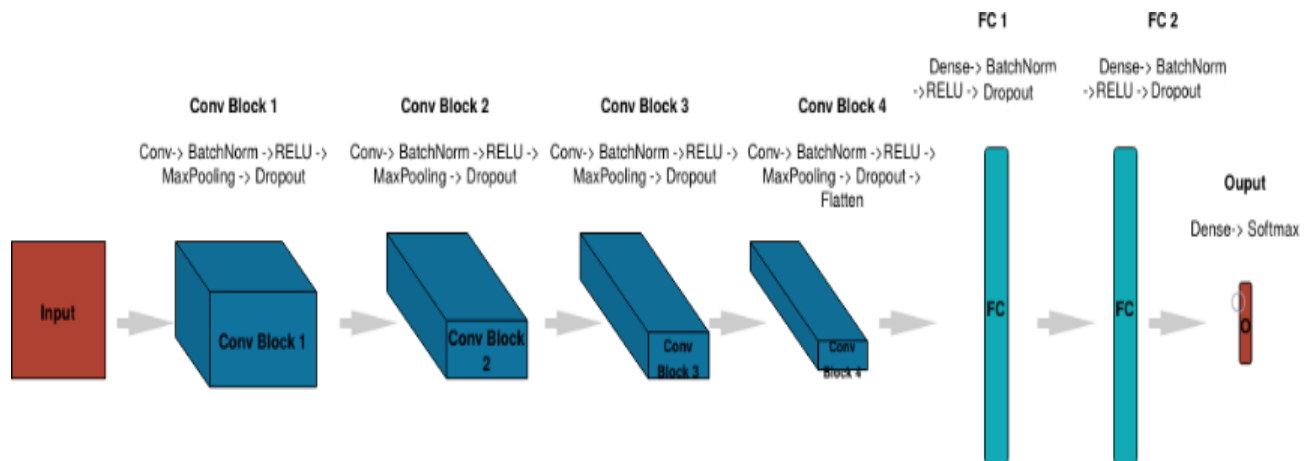 FC 1
Dense-> BatchNorm
->RELU -> Dropout
FC 2
Dense-> BatchNorm
->RELU -> Dropout
Conv Block 1
Conv-> BatchNorm ->RELU ->
MaxPooling -> Dropout
Conv Block 2
Conv-> BatchNorm ->RELU ->
MaxPooling -> Dropout
Conv Block 3
Conv-> BatchNorm ->RELU ->
MaxPooling -> Dropout
Conv Block 4
Conv-> BatchNorm ->RELU ->
MaxPooling -> Dropout ->
Flatten
Ouput
Dense-> Softmax
Input
Conv Block 1
Conv Block
2
Conv
Block 3
Conv
Block 4
FC
FC
O